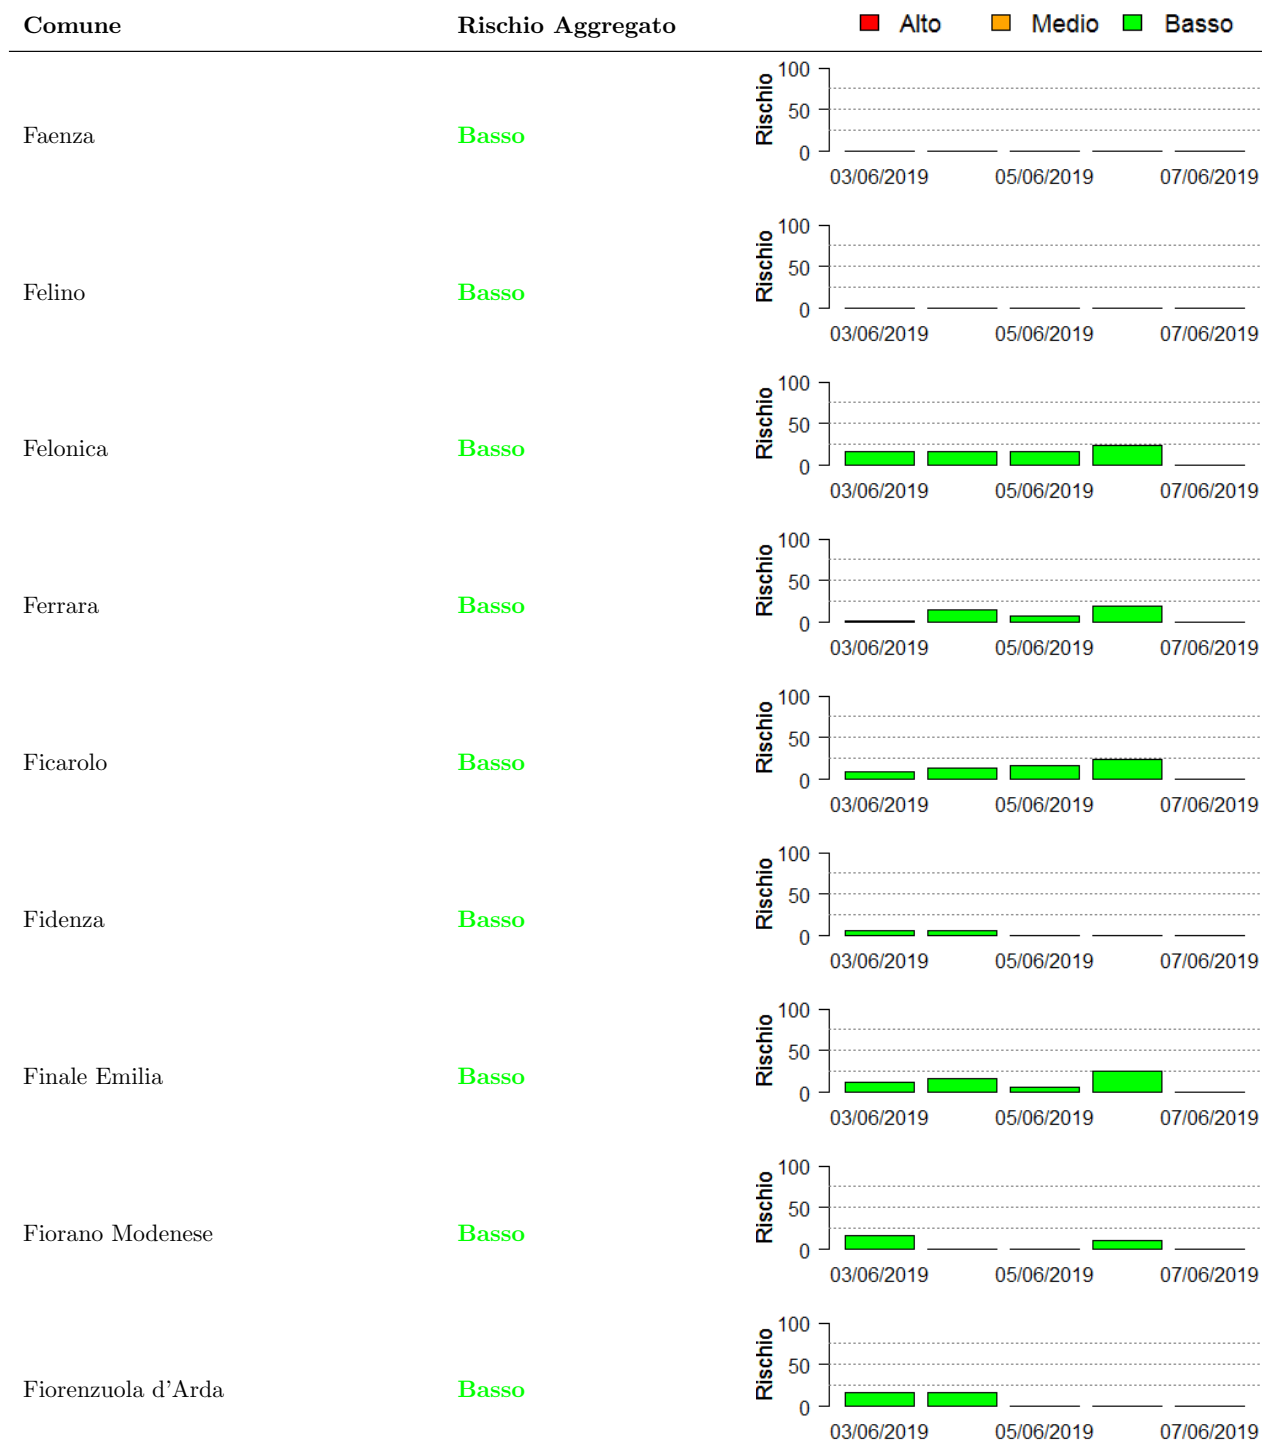 Comune Rischio Aggregato Alto Medio Basso
Faenza Basso Rischio 100 50 0
03/06/2019 05/06/2019 07/06/2019
Felino Basso Rischio 100 50 0
03/06/2019 05/06/2019 07/06/2019
Felonica Basso Rischio 100 50 0
03/06/2019 05/06/2019 07/06/2019
Ferrara Basso Rischio 100 50 0
03/06/2019 05/06/2019 07/06/2019
Ficarolo Basso Rischio 100 50 0
03/06/2019 05/06/2019 07/06/2019
Fidenza Basso Rischio 100 50 0
03/06/2019 05/06/2019 07/06/2019
Finale Emilia Basso Rischio 100 50 0
03/06/2019 05/06/2019 07/06/2019
Fiorano Modenese Basso Rischio 100 50 0
03/06/2019 05/06/2019 07/06/2019
Fiorenzuola d'Arda Basso Rischio 100 50 0
03/06/2019 05/06/2019 07/06/2019